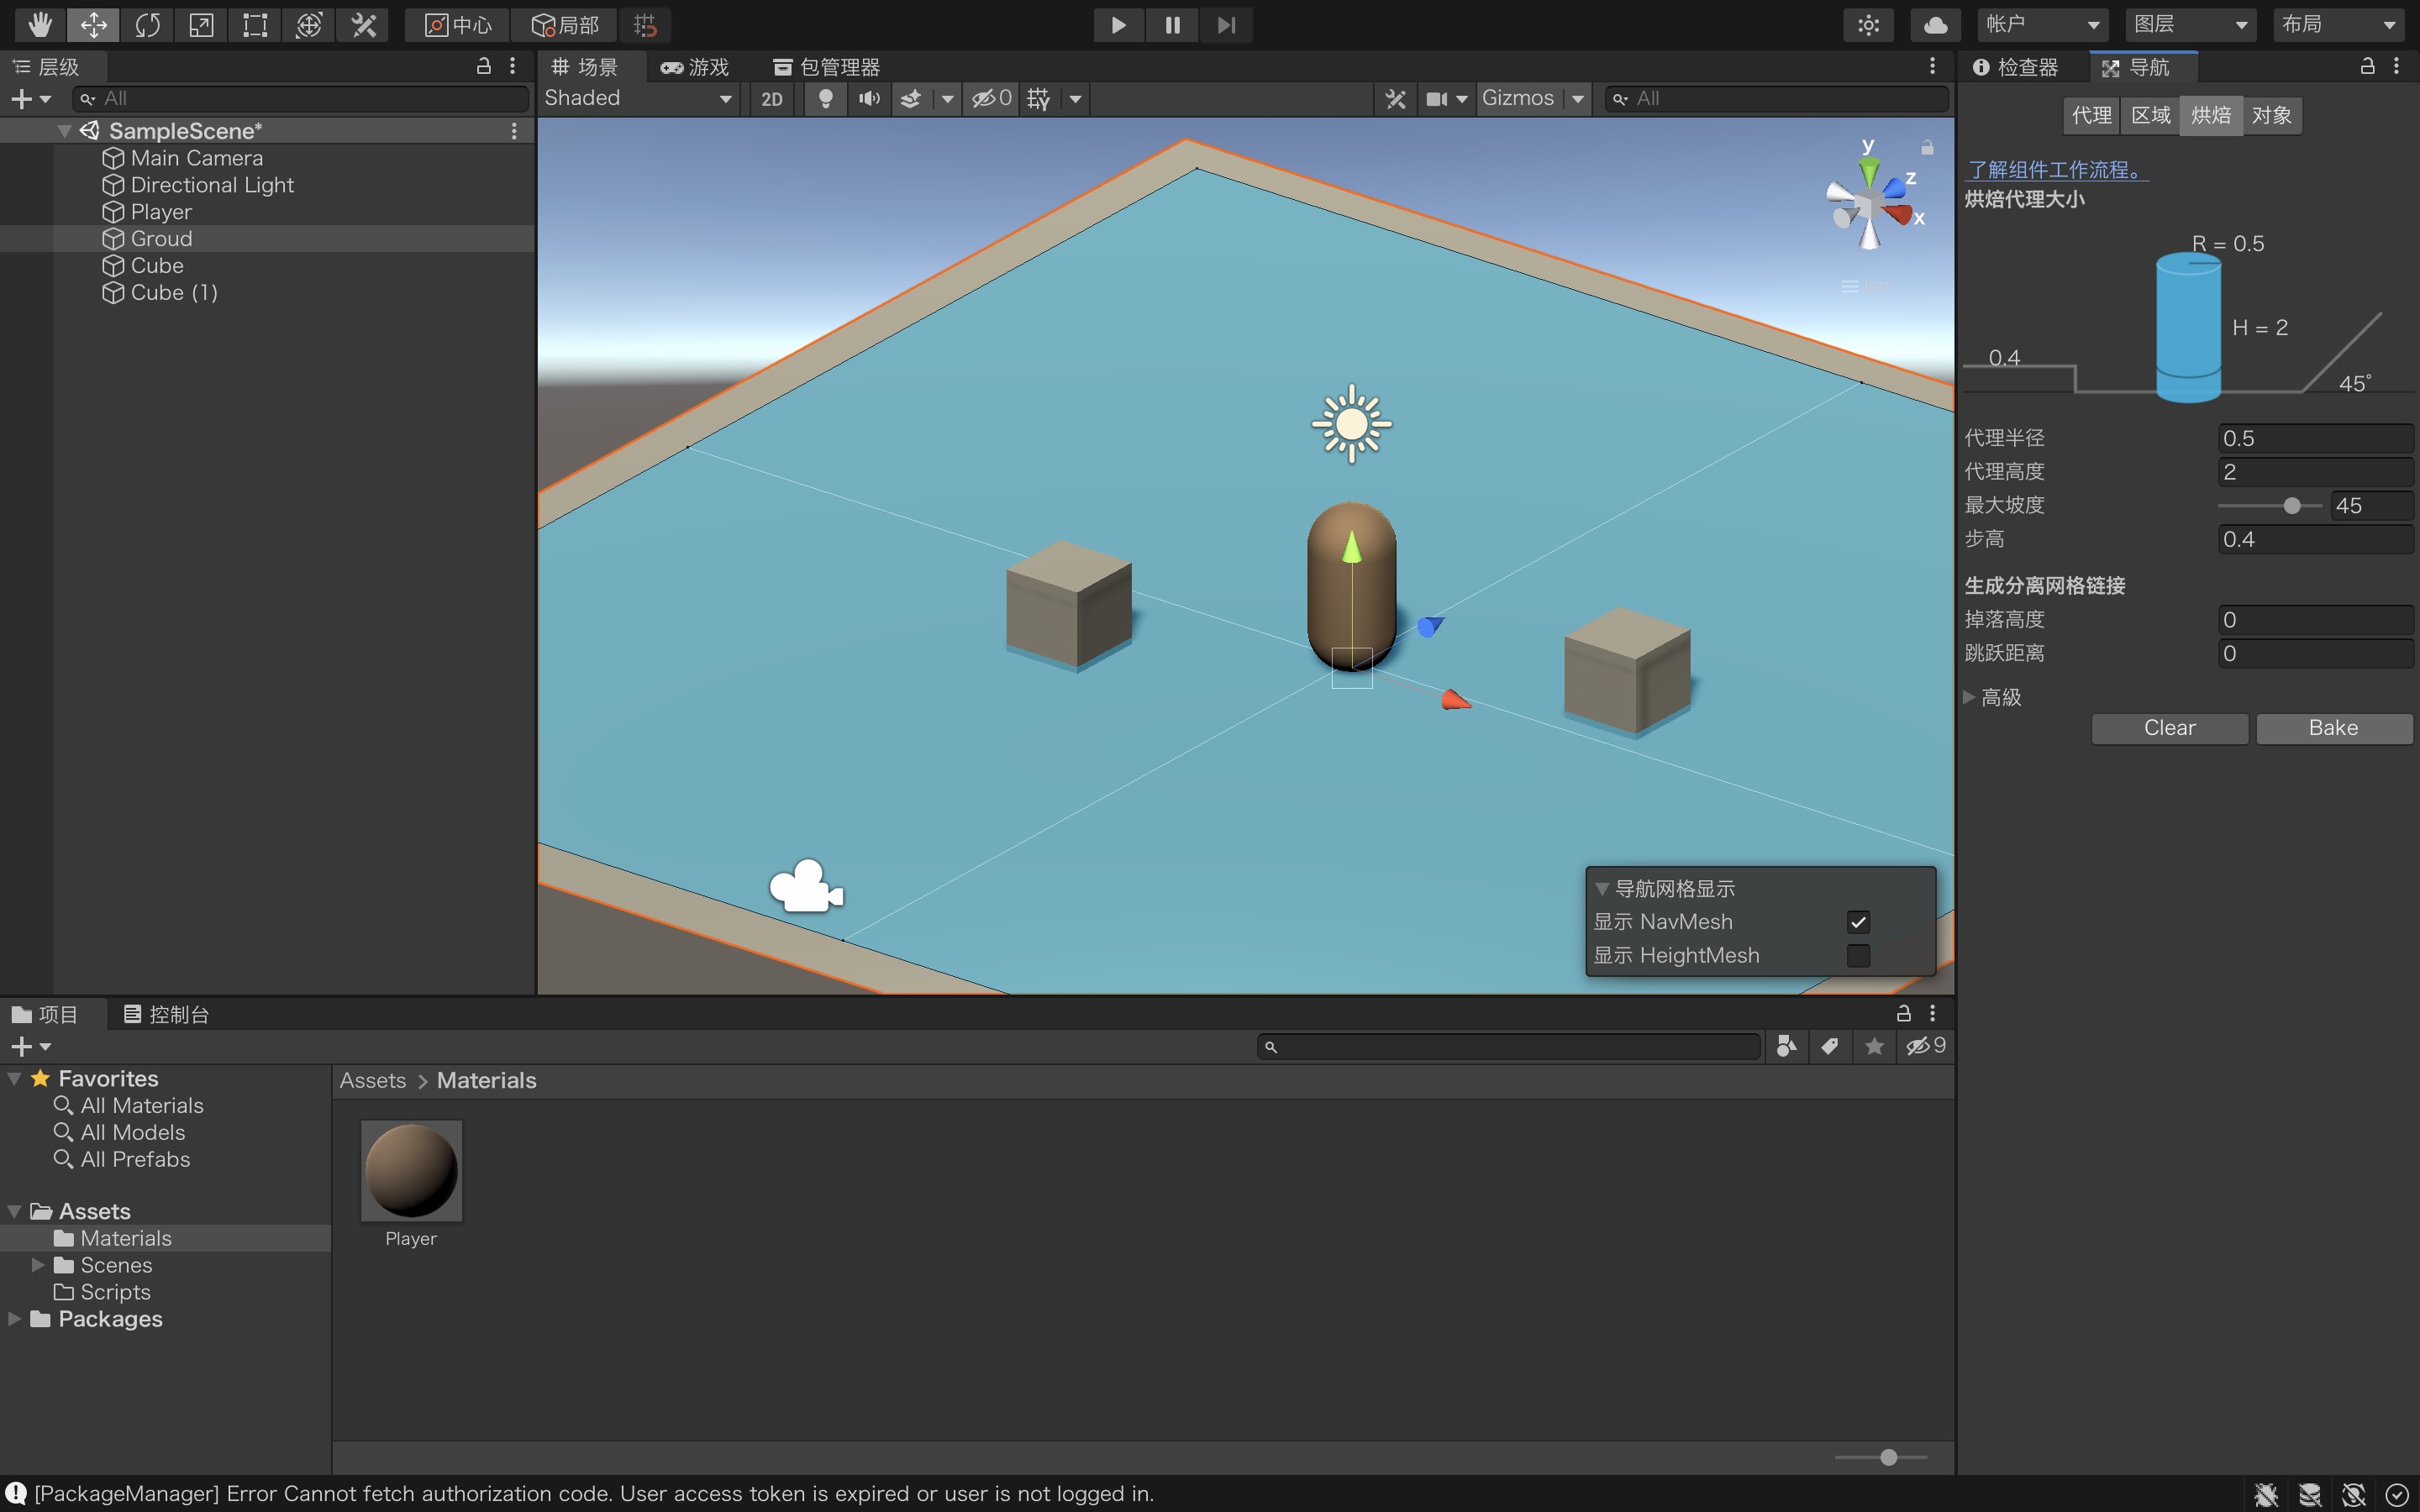 中心 局部 帐户 图层 布局
层级
All
SampleScene*
Main Camera
Directional Light
Player
Groud
Cube
Cube (1)
场景 游戏 包管理器
Shaded 2D 0 Gizmos All
y
z
x
导航网格显示
显示 NavMesh
显示 HeightMesh
检查器 导航
代理 区域 烘焙 对象
了解组件工作流程。
烘焙代理大小
R = 0.5
H = 2
0.4
45°
代理半径 0.5
代理高度 2
最大坡度 45
步高 0.4
生成分离网格链接
掉落高度 0
跳跃距离 0
高級
Clear Bake
项目 控制台
9
Favorites
All Materials
All Models
All Prefabs
Assets
Materials
Scenes
Scripts
Packages
Assets > Materials
Player
[PackageManager] Error Cannot fetch authorization code. User access token is expired or user is not logged in.